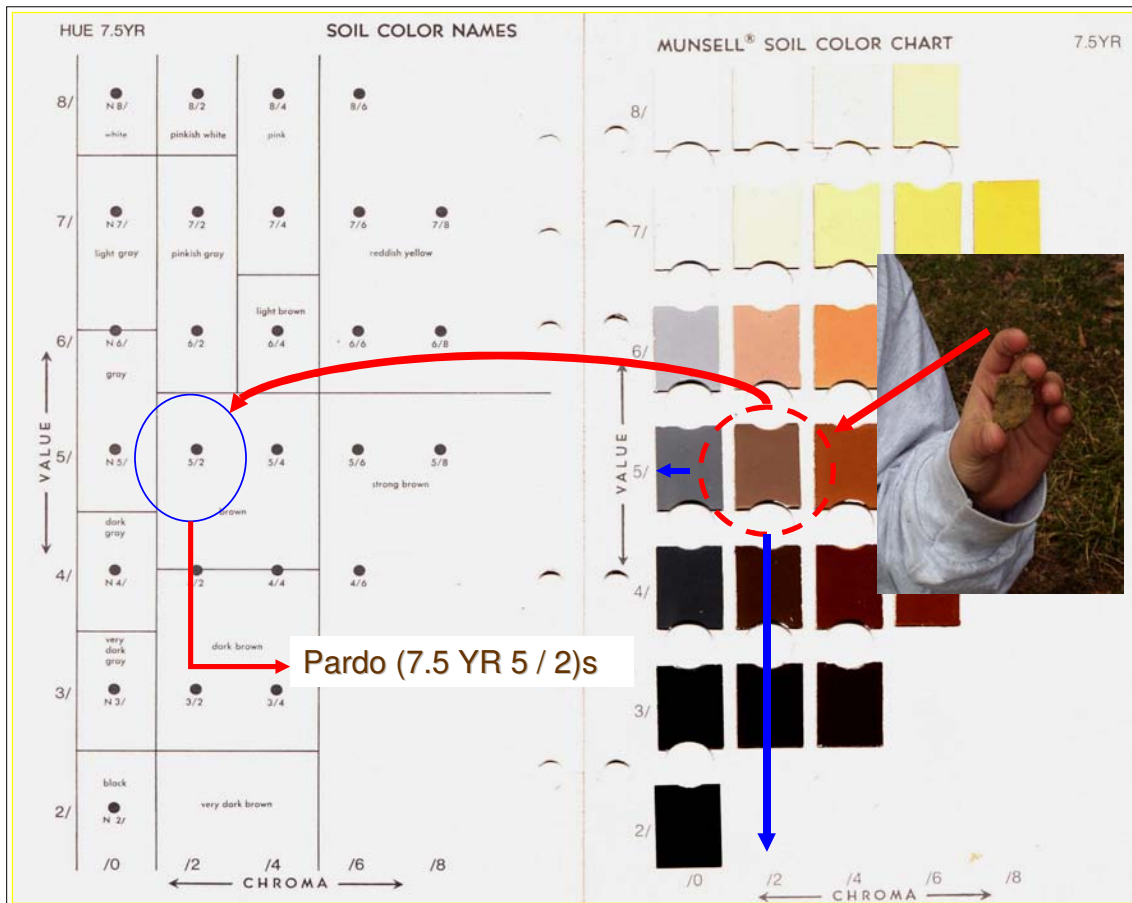 HUE 7.5YR SOIL COLOR NAMES
8/ N 8/ 8/2 8/4 8/6
white pinkish white pink
7/ N 7/ 7/2 7/4 7/6 7/8
light gray pinkish gray reddish yellow
light brown
6/ N 6/ 6/2 6/4 6/6 6/8
gray
VALUE
5/ N 5/ 5/2 5/4 5/6 5/8
strong brown
brown
dark
gray
4/ N 4/ /2 4/4 4/6
very
dark
gray
dark brown
Pardo (7.5 YR 5 / 2)s
3/ N 3/ 3/2 3/4
black
very dark brown
2/ N 2/
/0 /2 /4 /6 /8
CHROMA
MUNSELL® SOIL COLOR CHART 7.5YR
8/
7/
6/
VALUE
5/
4/
3/
2/
/0 /2 /4 /6 /8
CHROMA